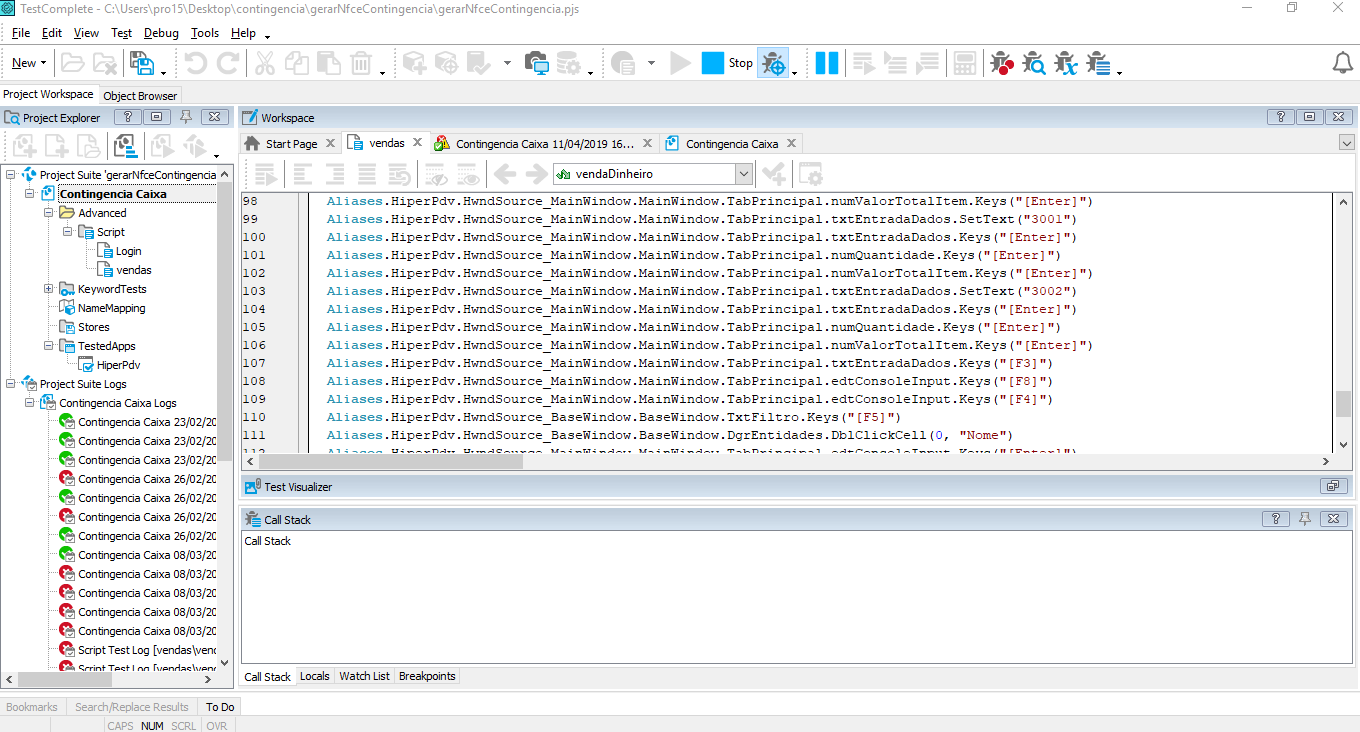 TestComplete - C:\Users\pro15\Desktop\contingencia\gerarNfceContingencia\gerarNfceContingencia.pjs
File Edit View Test Debug Tools Help
New Stop
Project Workspace Object Browser
Project Explorer
Project Suite 'gerarNfceContingencia
Contingencia Caixa
Advanced
Script
Login
vendas
KeywordTests
NameMapping
Stores
TestedApps
HiperPdv
Project Suite Logs
Contingencia Caixa Logs
Contingencia Caixa 23/02/20
Contingencia Caixa 23/02/20
Contingencia Caixa 23/02/20
Contingencia Caixa 26/02/20
Contingencia Caixa 26/02/20
Contingencia Caixa 26/02/20
Contingencia Caixa 26/02/20
Contingencia Caixa 08/03/20
Contingencia Caixa 08/03/20
Contingencia Caixa 08/03/20
Contingencia Caixa 08/03/20
Contingencia Caixa 08/03/20
Script Test Log [vendas\vend
Script Test Log [vendas\vend
Workspace
Start Page vendas Contingencia Caixa 11/04/2019 16... Contingencia Caixa
vendaDinheiro
98 Aliases.HiperPdv.HwndSource_MainWindow.MainWindow.TabPrincipal.numValorTotalItem.Keys("[Enter]")
99 Aliases.HiperPdv.HwndSource_MainWindow.MainWindow.TabPrincipal.txtEntradaDados.SetText("3001")
100 Aliases.HiperPdv.HwndSource_MainWindow.MainWindow.TabPrincipal.txtEntradaDados.Keys("[Enter]")
101 Aliases.HiperPdv.HwndSource_MainWindow.MainWindow.TabPrincipal.numQuantidade.Keys("[Enter]")
102 Aliases.HiperPdv.HwndSource_MainWindow.MainWindow.TabPrincipal.numValorTotalItem.Keys("[Enter]")
103 Aliases.HiperPdv.HwndSource_MainWindow.MainWindow.TabPrincipal.txtEntradaDados.SetText("3002")
104 Aliases.HiperPdv.HwndSource_MainWindow.MainWindow.TabPrincipal.txtEntradaDados.Keys("[Enter]")
105 Aliases.HiperPdv.HwndSource_MainWindow.MainWindow.TabPrincipal.numQuantidade.Keys("[Enter]")
106 Aliases.HiperPdv.HwndSource_MainWindow.MainWindow.TabPrincipal.numValorTotalItem.Keys("[Enter]")
107 Aliases.HiperPdv.HwndSource_MainWindow.MainWindow.TabPrincipal.txtEntradaDados.Keys("[F3]")
108 Aliases.HiperPdv.HwndSource_MainWindow.MainWindow.TabPrincipal.edtConsoleInput.Keys("[F8]")
109 Aliases.HiperPdv.HwndSource_MainWindow.MainWindow.TabPrincipal.edtConsoleInput.Keys("[F4]")
110 Aliases.HiperPdv.HwndSource_BaseWindow.BaseWindow.TxtFiltro.Keys("[F5]")
111 Aliases.HiperPdv.HwndSource_BaseWindow.BaseWindow.DgrEntidades.DblClickCell(0, "Nome")
112 Aliases.HiperPdv.HwndSource_MainWindow.MainWindow.TabPrincipal.edtConsoleInput.Keys("[Enter]")
Test Visualizer
Call Stack
Call Stack
Call Stack Locals Watch List Breakpoints
Bookmarks Search/Replace Results To Do
CAPS NUM SCRL OVR